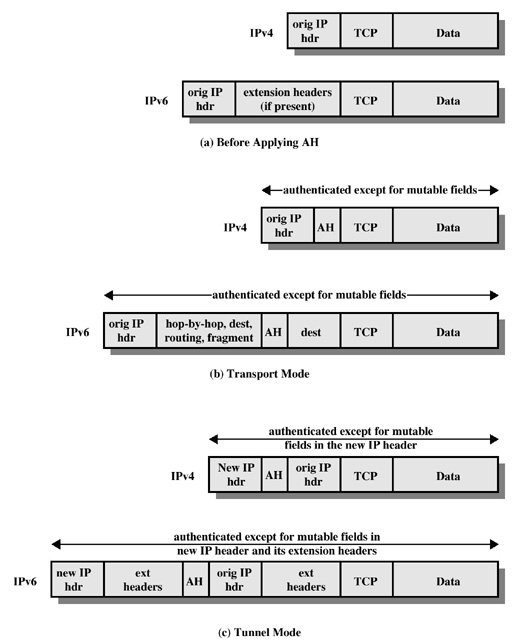 IPv4
orig IP
hdr
TCP
Data
IPv6
orig IP
hdr
extension headers
(if present)
TCP
Data
(a) Before Applying AH
authenticated except for mutable fields
IPv4
orig IP
hdr
AH
TCP
Data
authenticated except for mutable fields
IPv6
orig IP
hdr
hop-by-hop, dest,
routing, fragment
AH
dest
TCP
Data
(b) Transport Mode
authenticated except for mutable
fields in the new IP header
IPv4
New IP
hdr
AH
orig IP
hdr
TCP
Data
authenticated except for mutable fields in
new IP header and its extension headers
IPv6
new IP
hdr
ext
headers
AH
orig IP
hdr
ext
headers
TCP
Data
(c) Tunnel Mode